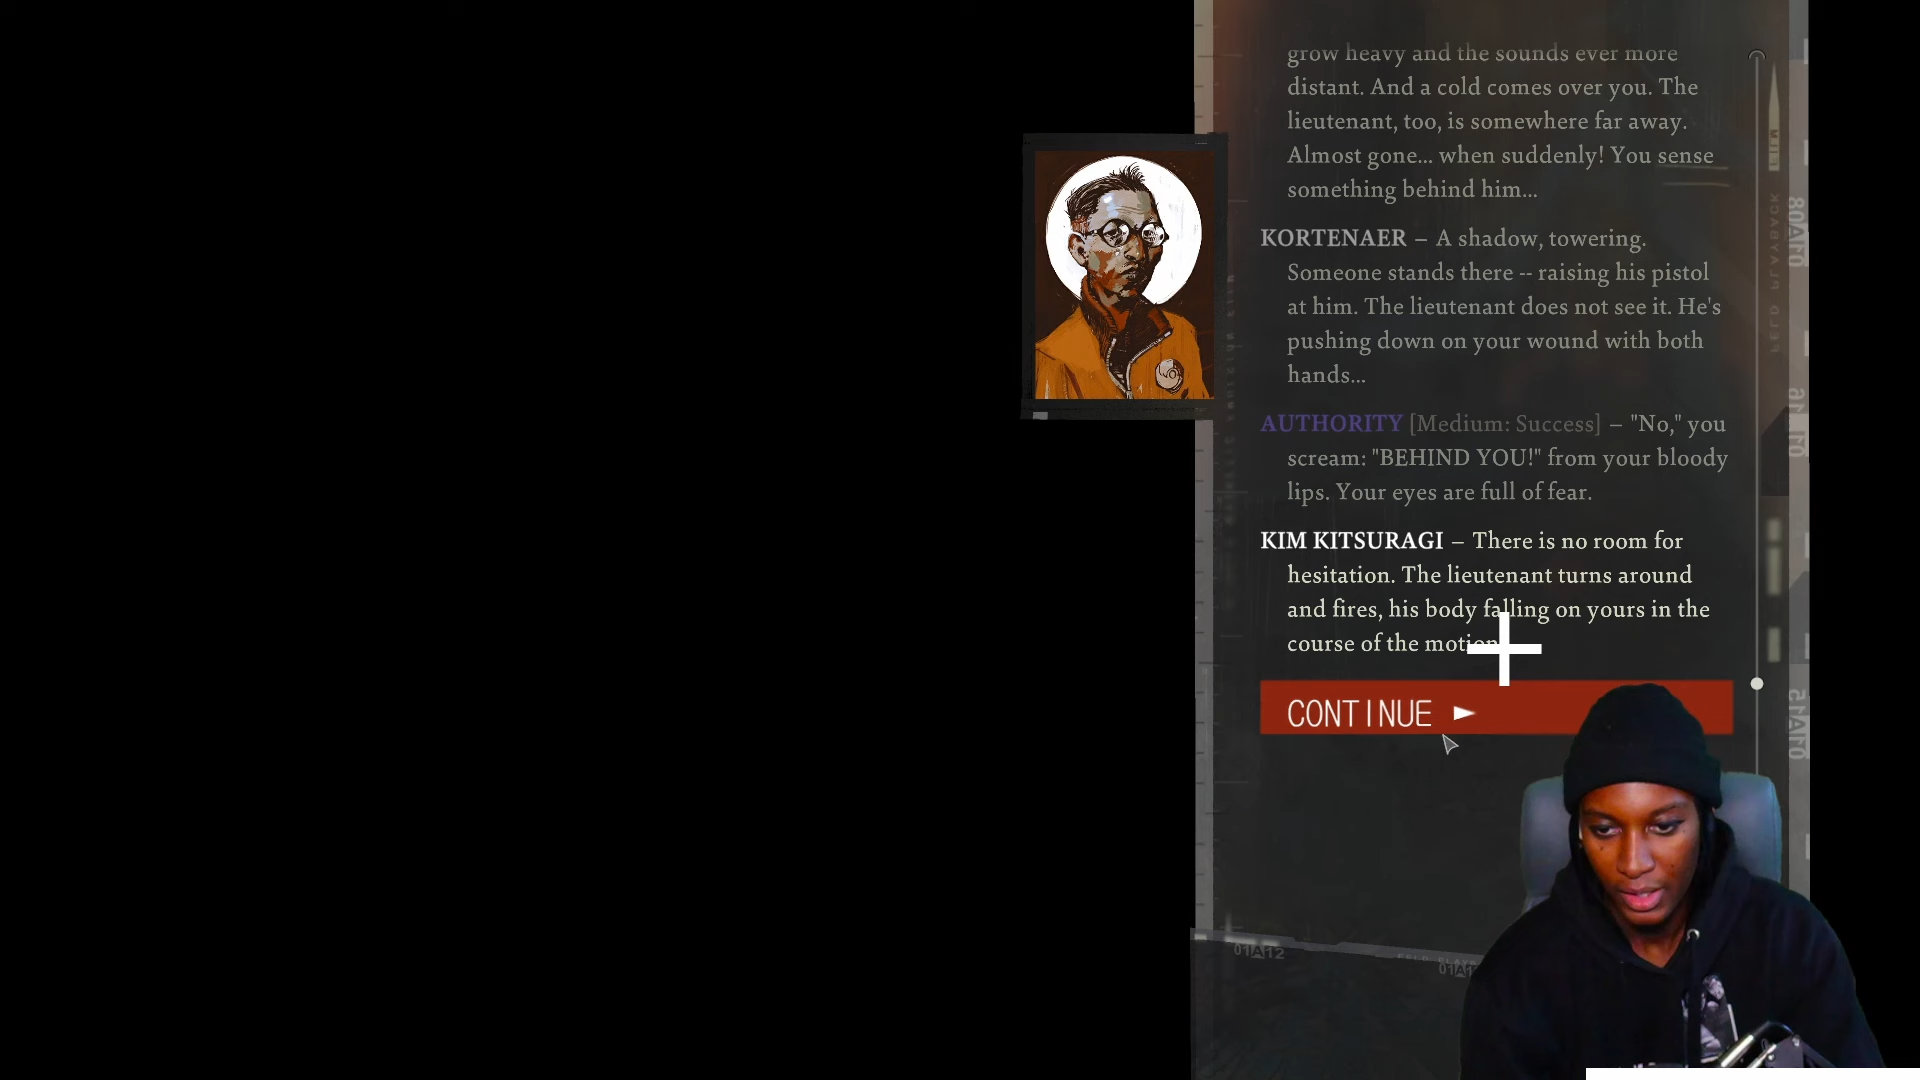 grow heavy and the sounds ever more
distant. And a cold comes over you. The
lieutenant, too, is somewhere far away.
Almost gone... when suddenly! You sense
something behind him...
KORTENAER – A shadow, towering.
Someone stands there -- raising his pistol
at him. The lieutenant does not see it. He's
pushing down on your wound with both
hands...
AUTHORITY [Medium: Success] – "No," you
scream: "BEHIND YOU!" from your bloody
lips. Your eyes are full of fear.
KIM KITSURAGI – There is no room for
hesitation. The lieutenant turns around
and fires, his body falling on yours in the
course of the motion
CONTINUE
01A12